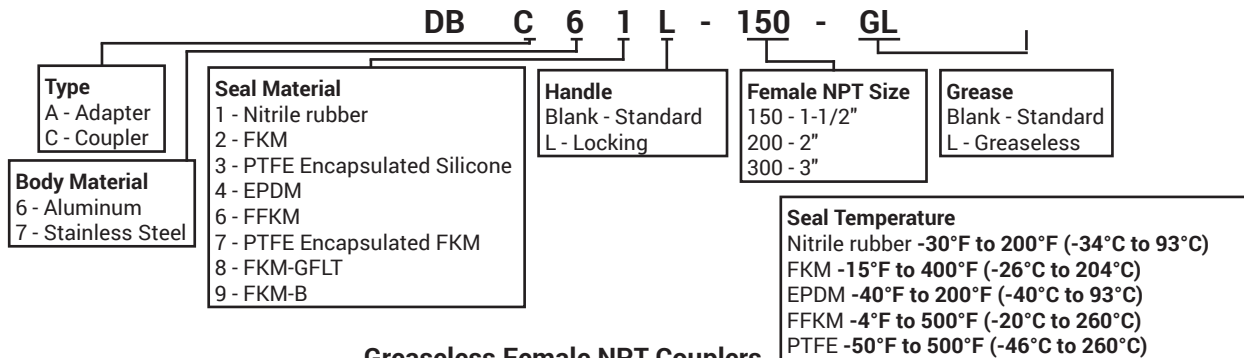 DB C 6 1 L - 150 - GL
Type
A - Adapter
C - Coupler
Body Material
6 - Aluminum
7 - Stainless Steel
Seal Material
1 - Nitrile rubber
2 - FKM
3 - PTFE Encapsulated Silicone
4 - EPDM
6 - FFKM
7 - PTFE Encapsulated FKM
8 - FKM-GFLT
9 - FKM-B
Handle
Blank - Standard
L - Locking
Female NPT Size
150 - 1-1/2"
200 - 2"
300 - 3"
Grease
Blank - Standard
L - Greaseless
Seal Temperature
Nitrile rubber -30°F to 200°F (-34°C to 93°C)
FKM -15°F to 400°F (-26°C to 204°C)
EPDM -40°F to 200°F (-40°C to 93°C)
FFKM -4°F to 500°F (-20°C to 260°C)
PTFE -50°F to 500°F (-46°C to 260°C)
Greaseless Female NPT Couplers